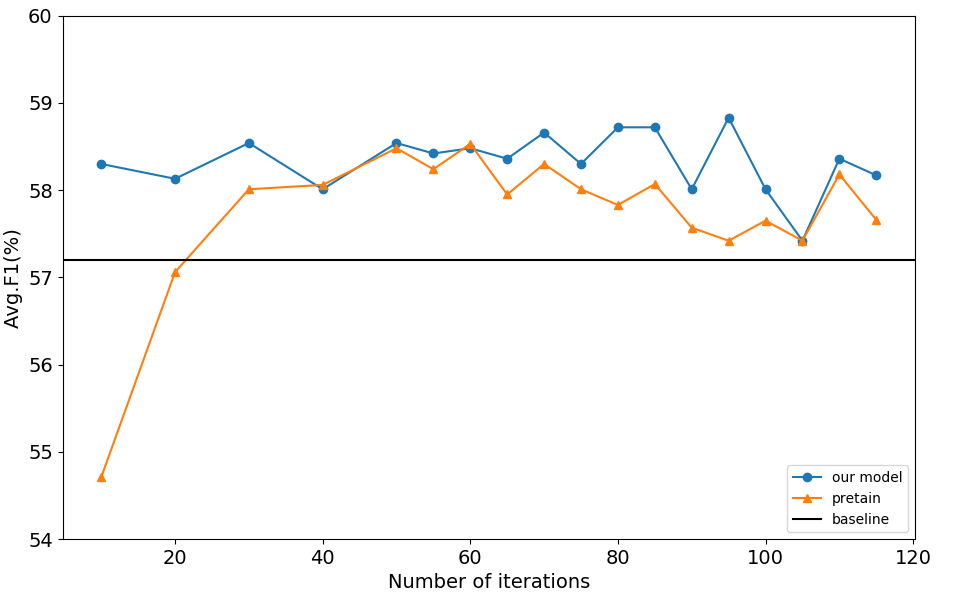 60
59
58
57
56
55
54
Avg.F1(%)
20 40 60 80 100 120
Number of iterations
our model
pretain
baseline